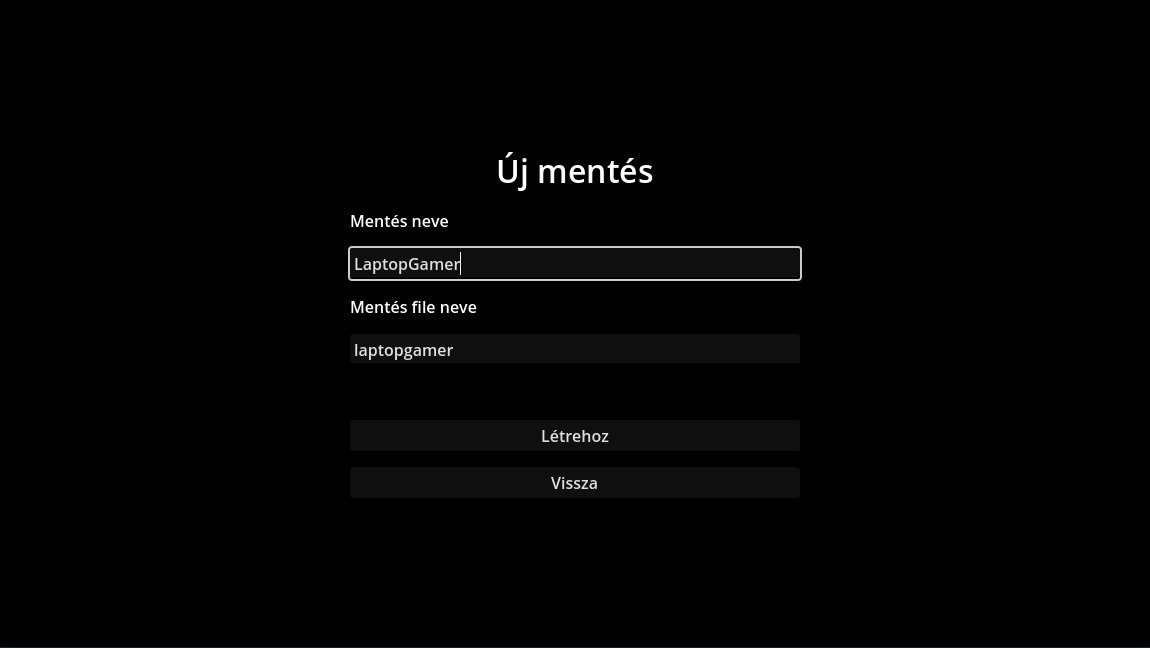 Új mentés
Mentés neve
LaptopGamer
Mentés file neve
laptopgamer
Létrehoz
Vissza